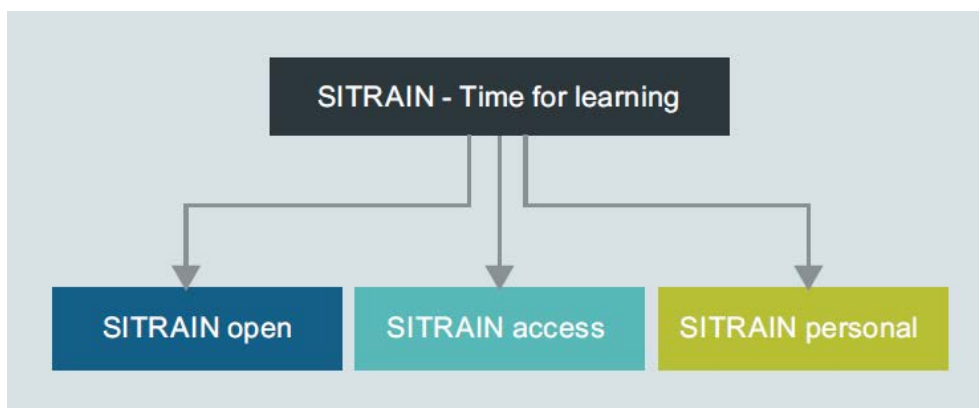 SITRAIN - Time for learning
SITRAIN open
SITRAIN access
SITRAIN personal